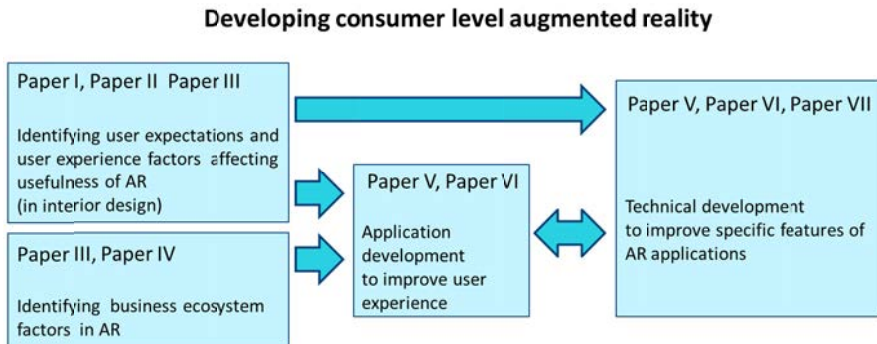 Developing consumer level augmented reality
Paper I, Paper II Paper III
Identifying user expectations and
user experience factors affecting
usefulness of AR
(in interior design)
Paper III, Paper IV
Identifying business ecosystem
factors in AR
Paper V, Paper VI
Application
development
to improve user
experience
Paper V, Paper VI, Paper VII
Technical development
to improve specific features of
AR applications